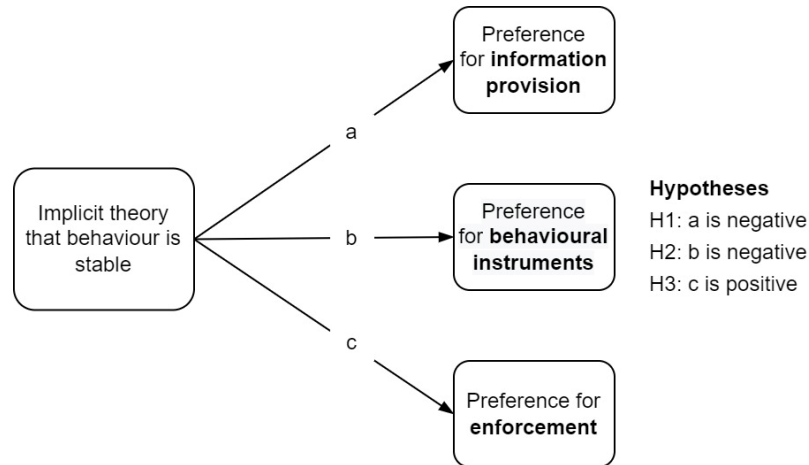 Preference
for information
provision
a
Implicit theory
that behaviour is
stable
b
Preference
for behavioural
instruments
Hypotheses
H1: a is negative
H2: b is negative
H3: c is positive
c
Preference for
enforcement